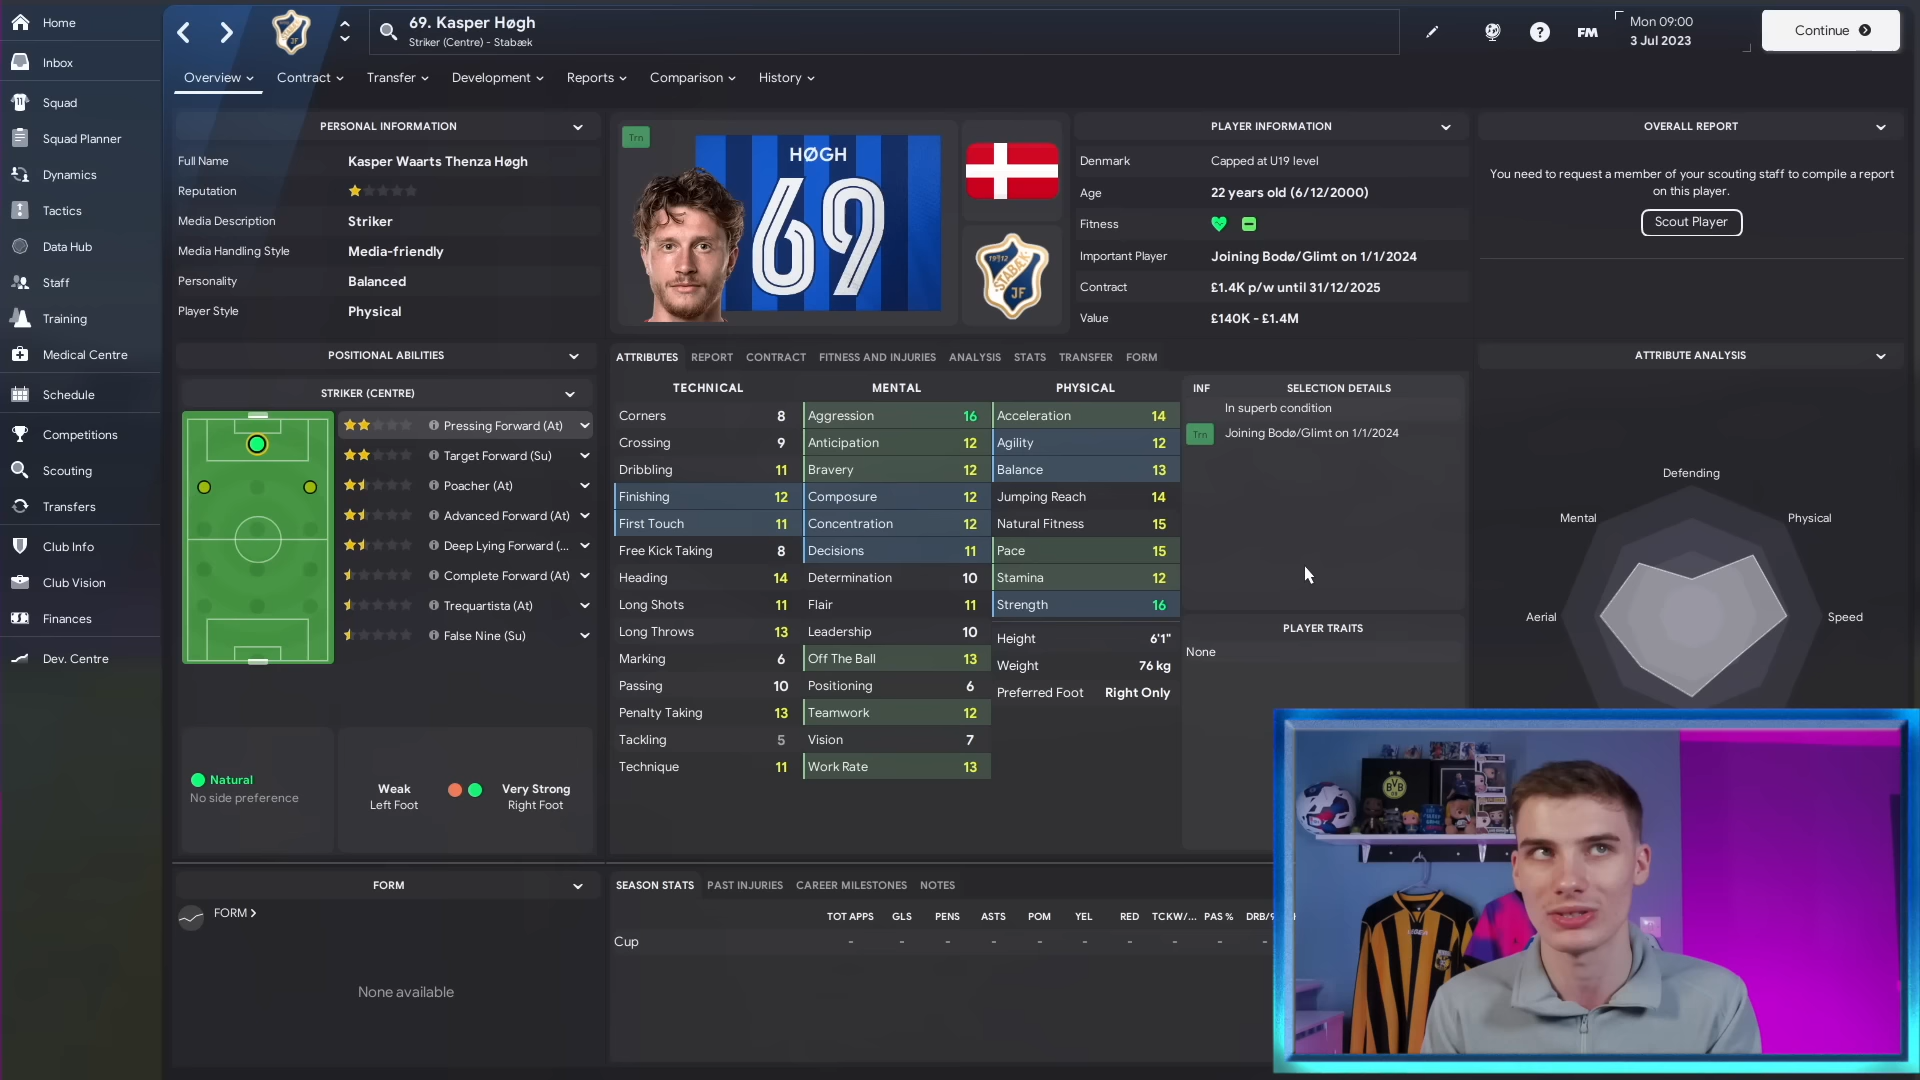 Home
Inbox
Squad
Squad Planner
Dynamics
Tactics
Data Hub
Staff
Training
Medical Centre
Schedule
Competitions
Scouting
Transfers
Club Info
Club Vision
Finances
Dev. Centre
69. Kasper Høgh
Striker (Centre) - Stabæk
FM
Mon 09:00
3 Jul 2023
Continue
Overview Contract Transfer Development Reports Comparison History
PERSONAL INFORMATION
Full Name Kasper Waarts Thenza Høgh
Reputation
Media Description Striker
Media Handling Style Media-friendly
Personality Balanced
Player Style Physical
Trn
HØGH
69
STABÆK
JF
PLAYER INFORMATION
Denmark Capped at U19 level
Age 22 years old (6/12/2000)
Fitness
Important Player Joining Bodø/Glimt on 1/1/2024
Contract £1.4K p/w until 31/12/2025
Value £140K - £1.4M
OVERALL REPORT
You need to request a member of your scouting staff to compile a report
on this player.
Scout Player
POSITIONAL ABILITIES
STRIKER (CENTRE)
Pressing Forward (At)
Target Forward (Su)
Poacher (At)
Advanced Forward (At)
Deep Lying Forward (...
Complete Forward (At)
Trequartista (At)
False Nine (Su)
Natural
No side preference
Weak
Left Foot
Very Strong
Right Foot
ATTRIBUTES REPORT CONTRACT FITNESS AND INJURIES ANALYSIS STATS TRANSFER FORM
TECHNICAL
Corners 8
Crossing 9
Dribbling 11
Finishing 12
First Touch 11
Free Kick Taking 8
Heading 14
Long Shots 11
Long Throws 13
Marking 6
Passing 10
Penalty Taking 13
Tackling 5
Technique 11
MENTAL
Aggression 16
Anticipation 12
Bravery 12
Composure 12
Concentration 12
Decisions 11
Determination 10
Flair 11
Leadership 10
Off The Ball 13
Positioning 6
Teamwork 12
Vision 7
Work Rate 13
PHYSICAL
Acceleration 14
Agility 12
Balance 13
Jumping Reach 14
Natural Fitness 15
Pace 15
Stamina 12
Strength 16
Height 6'1"
Weight 76 kg
Preferred Foot Right Only
INF SELECTION DETAILS
In superb condition
Trn Joining Bodø/Glimt on 1/1/2024
PLAYER TRAITS
None
ATTRIBUTE ANALYSIS
Defending
Mental
Physical
Aerial
Speed
FORM
FORM
None available
SEASON STATS PAST INJURIES CAREER MILESTONES NOTES
TOT APPS GLS PENS ASTS POM YEL RED TCKW/... PAS % DRB/9
Cup - - - - - - - - - -
BVB
09